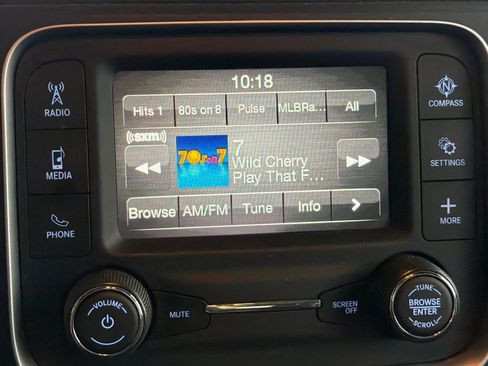 10:18
Hits 1 80s on 8 Pulse MLBRa... All
((sxm))
7
70s on 7
Wild Cherry
Play That F...
Browse AM/FM Tune Info >
RADIO
MEDIA
PHONE
N
COMPASS
SETTINGS
+
MORE
VOLUME
MUTE
SCREEN
OFF
TUNE
BROWSE
ENTER
SCROLL